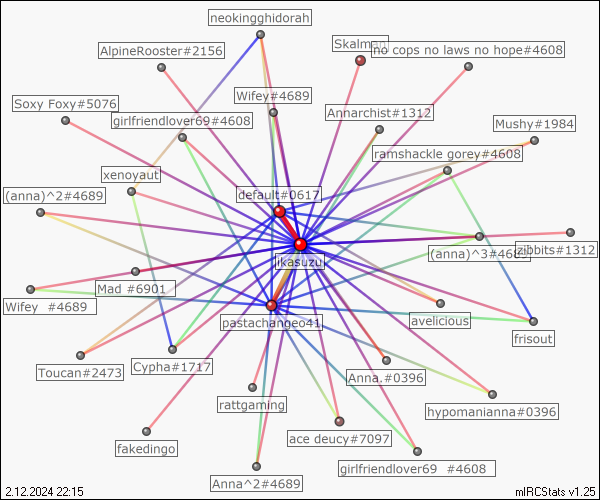 neokingghidorah
Skalman
AlpineRooster#2156
no cops no laws no hope#4608
Wifey#4689
Soxy Foxy#5076
Annarchist#1312
girlfriendlover69#4608
Mushy#1984
ramshackle gorey#4608
xenoyaut
default#0617
(anna)^2#4689
(anna)^3#468
zibbits#1312
ikasuzu
Mad #6901
Wifey #4689
pastachangeo41
avelicious
frisout
Toucan#2473
Cypha#1717
Anna.#0396
rattgaming
hypomanianna#0396
fakedingo
ace deucy#7097
girlfriendlover69 #4608
Anna^2#4689
2.12.2024 22:15
mIRCStats v1.25